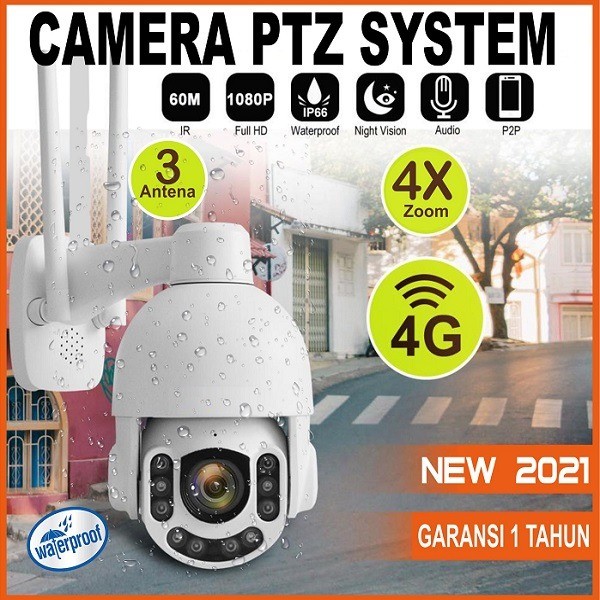 CAMERA PTZ SYSTEM
60M
1080P
IP66
IR
Full HD
Waterproof
Night Vision
Audio
P2P
3
Antena
4X
Zoom
4G
NEW 2021
GARANSI 1 TAHUN
waterproof